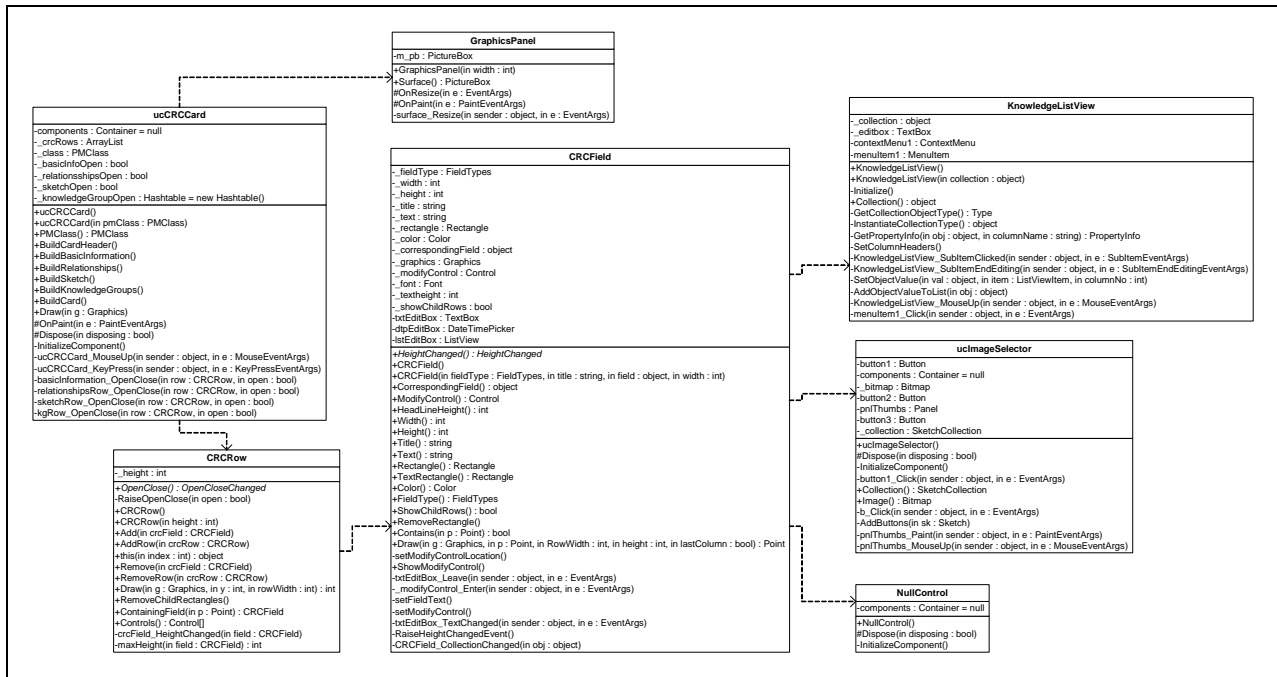 GraphicsPanel
-m_pb : PictureBox
+GraphicsPanel(in width : int)
+Surface() : PictureBox
#OnResize(in e : EventArgs)
#OnPaint(in e : PaintEventArgs)
-surface_Resize(in sender : object, in e : EventArgs)
ucCRCCard
-components : Container = null
-_crcRows : ArrayList
-_class : PMClass
-_basicInfoOpen : bool
-_relationsshipsOpen : bool
-_sketchOpen : bool
-_knowledgeGroupOpen : Hashtable = new Hashtable()
+ucCRCCard()
+ucCRCCard(in pmClass : PMClass)
+PMClass() : PMClass
+BuildCardHeader()
+BuildBasicInformation()
+BuildRelationships()
+BuildSketch()
+BuildKnowledgeGroups()
+BuildCard()
+Draw(in g : Graphics)
#OnPaint(in e : PaintEventArgs)
#Dispose(in disposing : bool)
-InitializeComponent()
-ucCRCCard_MouseUp(in sender : object, in e : MouseEventArgs)
-ucCRCCard_KeyPress(in sender : object, in e : KeyPressEventArgs)
-basicInformation_OpenClose(in row : CRCRow, in open : bool)
-relationshipsRow_OpenClose(in row : CRCRow, in open : bool)
-sketchRow_OpenClose(in row : CRCRow, in open : bool)
-kgRow_OpenClose(in row : CRCRow, in open : bool)
CRCRow
-_height : int
+OpenClose() : OpenCloseChanged
-RaiseOpenClose(in open : bool)
+CRCRow()
+CRCRow(in height : int)
+Add(in crcField : CRCField)
+AddRow(in crcRow : CRCRow)
+this(in index : int) : object
+Remove(in crcField : CRCField)
+RemoveRow(in crcRow : CRCRow)
+Draw(in g : Graphics, in y : int, in rowWidth : int) : int
+RemoveChildRectangles()
+ContainingField(in p : Point) : CRCField
+Controls() : Control[]
-crcField_HeightChanged(in field : CRCField)
-maxHeight(in field : CRCField) : int
CRCField
-_fieldType : FieldTypes
-_width : int
-_height : int
-_title : string
-_text : string
-_rectangle : Rectangle
-_color : Color
-_correspondingField : object
-_graphics : Graphics
-_modifyControl : Control
-_font : Font
-_textheight : int
-_showChildRows : bool
-txtEditBox : TextBox
-dtpEditBox : DateTimePicker
-lstEditBox : ListView
+HeightChanged() : HeightChanged
+CRCField()
+CRCField(in fieldType : FieldTypes, in title : string, in field : object, in width : int)
+CorrespondingField() : object
+ModifyControl() : Control
+HeadLineHeight() : int
+Width() : int
+Height() : int
+Title() : string
+Text() : string
+Rectangle() : Rectangle
+TextRectangle() : Rectangle
+Color() : Color
+FieldType() : FieldTypes
+ShowChildRows() : bool
+RemoveRectangle()
+Contains(in p : Point) : bool
+Draw(in g : Graphics, in p : Point, in RowWidth : int, in height : int, in lastColumn : bool) : Point
-setModifyControlLocation()
+ShowModifyControl()
-txtEditBox_Leave(in sender : object, in e : EventArgs)
-_modifyControl_Enter(in sender : object, in e : EventArgs)
-setFieldText()
-setModifyControl()
-txtEditBox_TextChanged(in sender : object, in e : EventArgs)
-RaiseHeightChangedEvent()
-CRCField_CollectionChanged(in obj : object)
KnowledgeListView
-_collection : object
-_editbox : TextBox
-contextMenu1 : ContextMenu
-menuItem1 : MenuItem
+KnowledgeListView()
+KnowledgeListView(in collection : object)
-Initialize()
+Collection() : object
-GetCollectionObjectType() : Type
-InstantiateCollectionType() : object
-GetPropertyInfo(in obj : object, in columnName : string) : PropertyInfo
-SetColumnHeaders()
-KnowledgeListView_SubItemClicked(in sender : object, in e : SubItemEventArgs)
-KnowledgeListView_SubItemEndEditing(in sender : object, in e : SubItemEndEditingEventArgs)
-SetObjectValue(in val : object, in item : ListViewItem, in columnNo : int)
-AddObjectValueToList(in obj : object)
-KnowledgeListView_MouseUp(in sender : object, in e : MouseEventArgs)
-menuItem1_Click(in sender : object, in e : EventArgs)
ucImageSelector
-button1 : Button
-components : Container = null
-_bitmap : Bitmap
-button2 : Button
-pnlThumbs : Panel
-button3 : Button
-_collection : SketchCollection
+ucImageSelector()
#Dispose(in disposing : bool)
-InitializeComponent()
-button1_Click(in sender : object, in e : EventArgs)
+Collection() : SketchCollection
+Image() : Bitmap
-b_Click(in sender : object, in e : EventArgs)
-AddButtons(in sk : Sketch)
-pnlThumbs_Paint(in sender : object, in e : PaintEventArgs)
-pnlThumbs_MouseUp(in sender : object, in e : MouseEventArgs)
NullControl
-components : Container = null
+NullControl()
#Dispose(in disposing : bool)
-InitializeComponent()